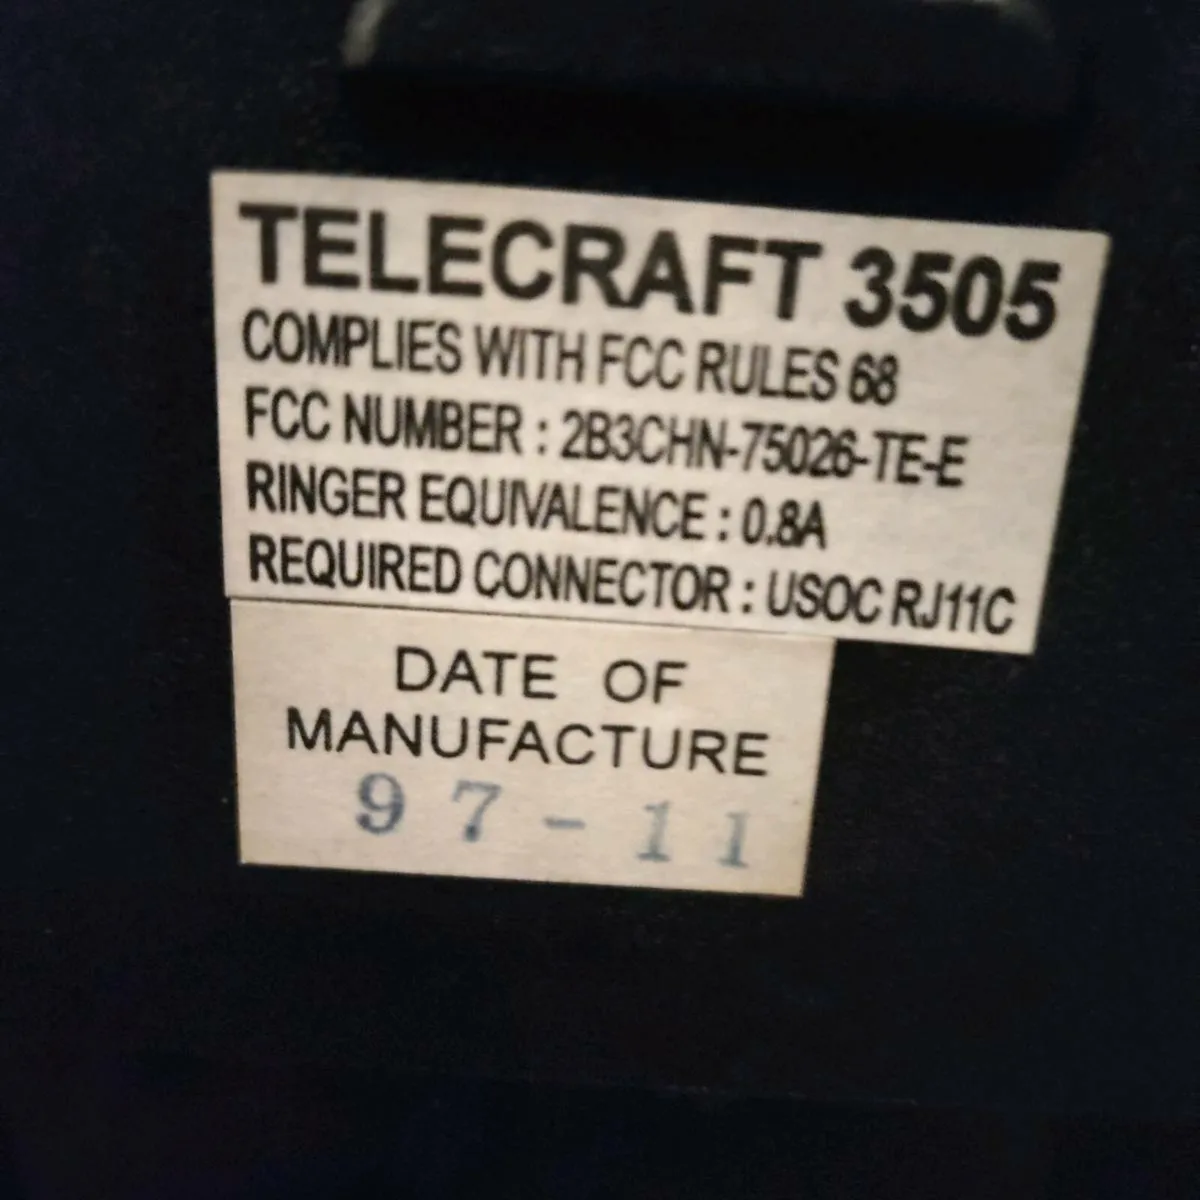 TELECRAFT 3505
COMPLIES WITH FCC RULES 68
FCC NUMBER : 2B3CHN-75026-TE-E
RINGER EQUIVALENCE : 0.8A
REQUIRED CONNECTOR : USOC RJ11C
DATE OF
MANUFACTURE
97-11